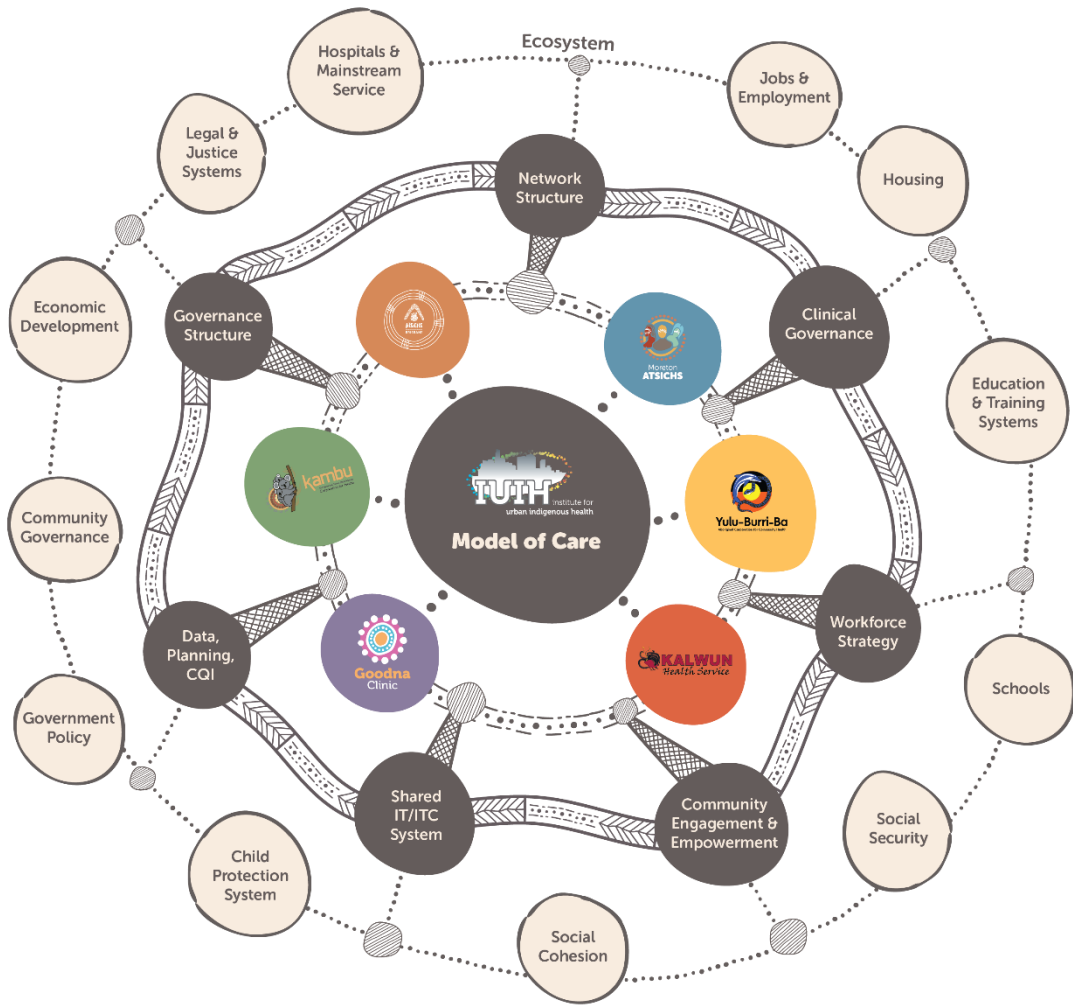 Ecosystem
Hospitals &
Mainstream
Service
Jobs &
Employment
Legal &
Justice
Systems
Housing
Network
Structure
Economic
Development
Governance
Structure
ATSICHS
Moreton
ATSICHS
Clinical
Governance
Education
& Training
Systems
kambu
IUIH
institute for
urban indigenous health
Model of Care
Yulu-Burri-Ba
Community
Governance
Data,
Planning,
CQI
Goodna
Clinic
KALWUN
Health Service
Workforce
Strategy
Schools
Government
Policy
Shared
IT/ITC
System
Community
Engagement &
Empowerment
Social
Security
Child
Protection
System
Social
Cohesion